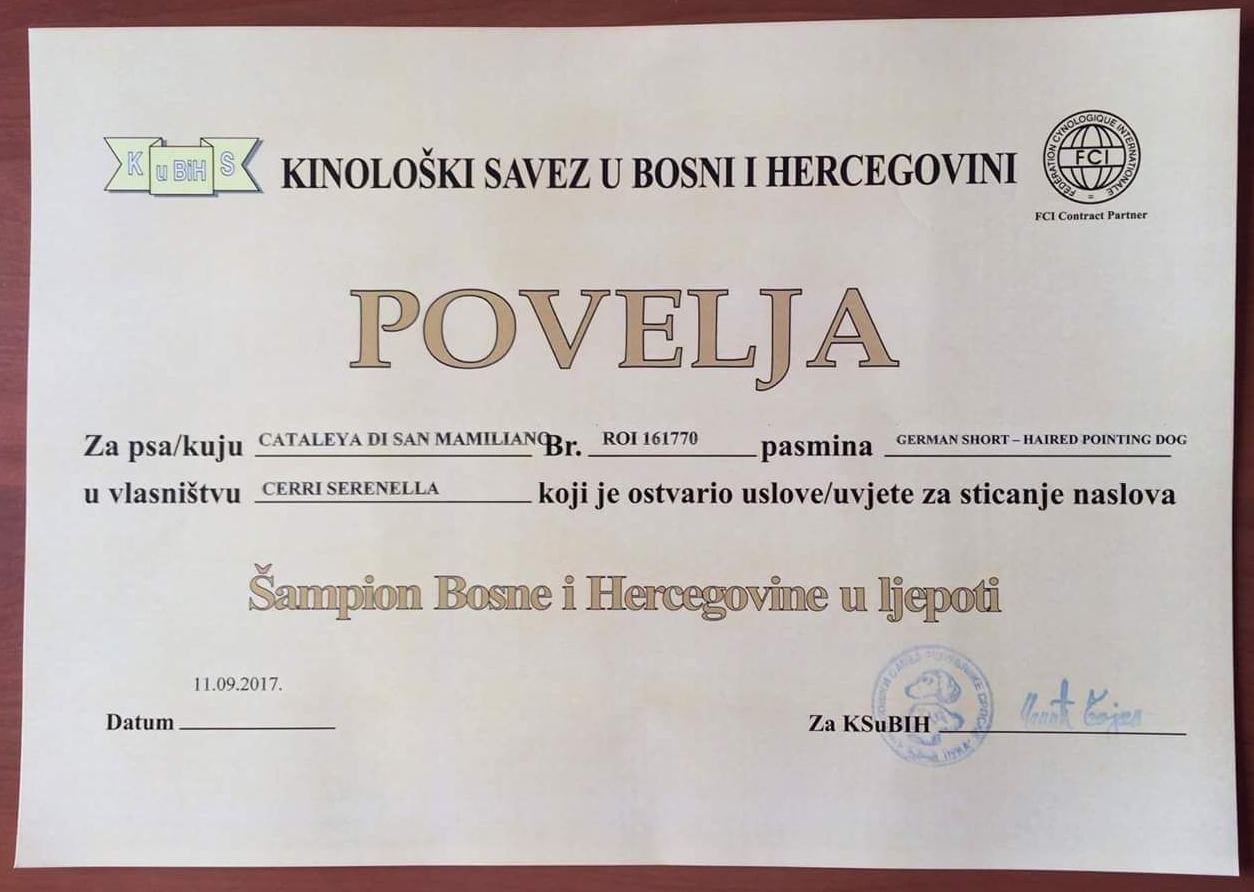 K u BiH S
KINOLOŠKI SAVEZ U BOSNI I HERCEGOVINI
FEDERATION CYNOLOGIQUE INTERNATIONALE
FCI
FCI Contract Partner
POVELJA
Za psa/kuju CATALEYA DI SAN MAMILIANO Br. ROI 161770 pasmina GERMAN SHORT – HAIRED POINTING DOG
u vlasništvu CERRI SERENELLA koji je ostvario uslove/uvjete za sticanje naslova
Šampion Bosne i Hercegovine u ljepoti
11.09.2017.
Datum
Za KSuBIH